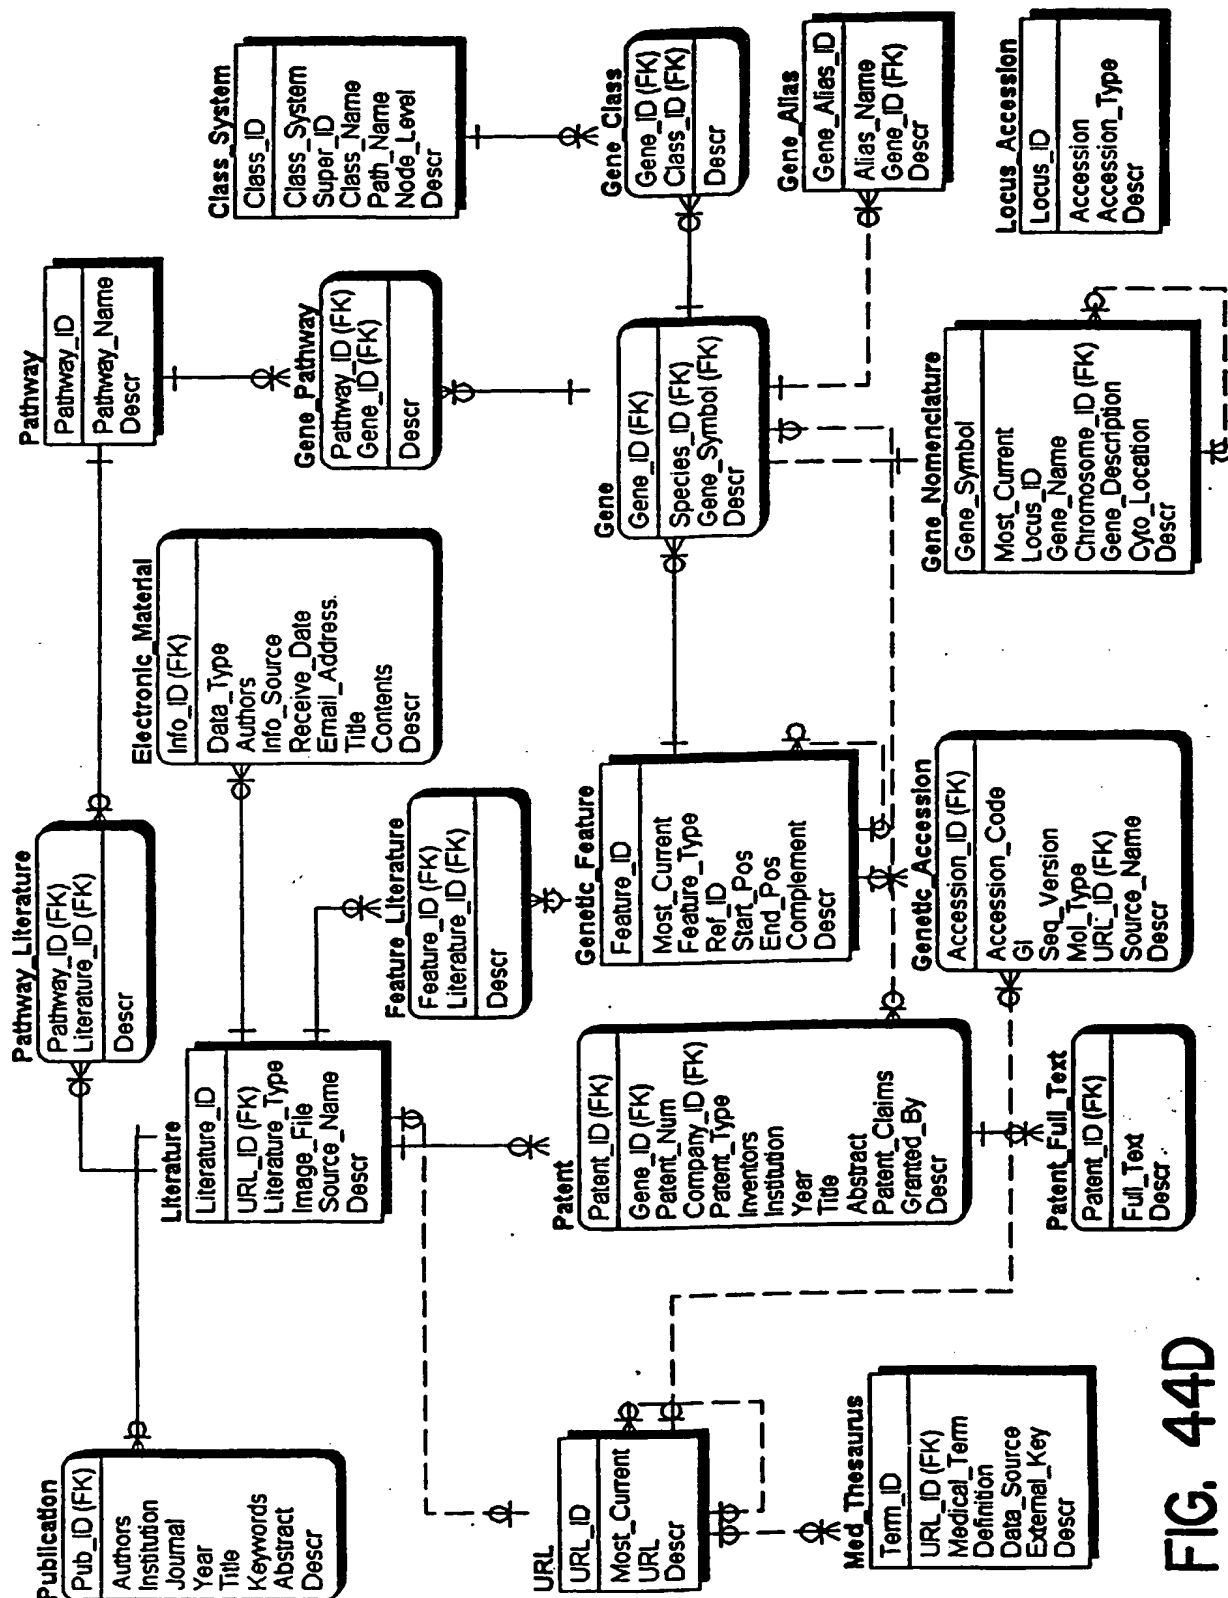 Publication
Pub_ID (FK)
Authors
Institution
Journal
Year
Title
Keywords
Abstract
Descr
Pathway_Literature
Pathway_ID (FK)
Literature_ID (FK)
Descr
Pathway
Pathway_ID
Pathway_Name
Descr
Literature
Literature_ID
URL_ID (FK)
Literature_Type
Image_File
Source_Name
Descr
Electronic_Material
Info_ID (FK)
Data_Type
Authors
Info_Source
Receive_Date
Email_Address.
Title
Contents
Descr
Class_System
Class_ID
Class_System
Super_ID
Class_Name
Path_Name
Node_Level
Descr
Gene_Pathway
Pathway_ID (FK)
Gene_ID (FK)
Descr
Feature_Literature
Feature_ID (FK)
Literature_ID (FK)
Descr
URL
URL_ID
Most_Current
URL
Descr
Patent
Patent_ID (FK)
Gene_ID (FK)
Patent_Num
Company_ID (FK)
Patent_Type
Inventors
Institution
Year
Title
Abstract
Patent_Claims
Granted_By
Descr
Genetic_Feature
Feature_ID
Most_Current
Feature_Type
Ref_ID
Start_Pos
End_Pos
Complement
Descr
Gene
Gene_ID (FK)
Species_ID (FK)
Gene_Symbol (FK)
Descr
Gene_Class
Gene_ID (FK)
Class_ID (FK)
Descr
Gene_Alias
Gene_Alias_ID
Alias_Name
Gene_ID (FK)
Descr
Med_Thesaurus
Term_ID
URL_ID (FK)
Medical_Term
Definition
Data_Source
External_Key
Descr
Patent_Full_Text
Patent_ID (FK)
Full_Text
Descr
Genetic_Accession
Accession_ID (FK)
Accession_Code
GI
Seq_Version
Mol_Type
URL_ID (FK)
Source_Name
Descr
Gene_Nomenclature
Gene_Symbol
Most_Current
Locus_ID
Gene_Name
Chromosome_ID (FK)
Gene_Description
Cyto_Location
Descr
Locus_Accession
Locus_ID
Accession
Accession_Type
Descr
FIG. 44D